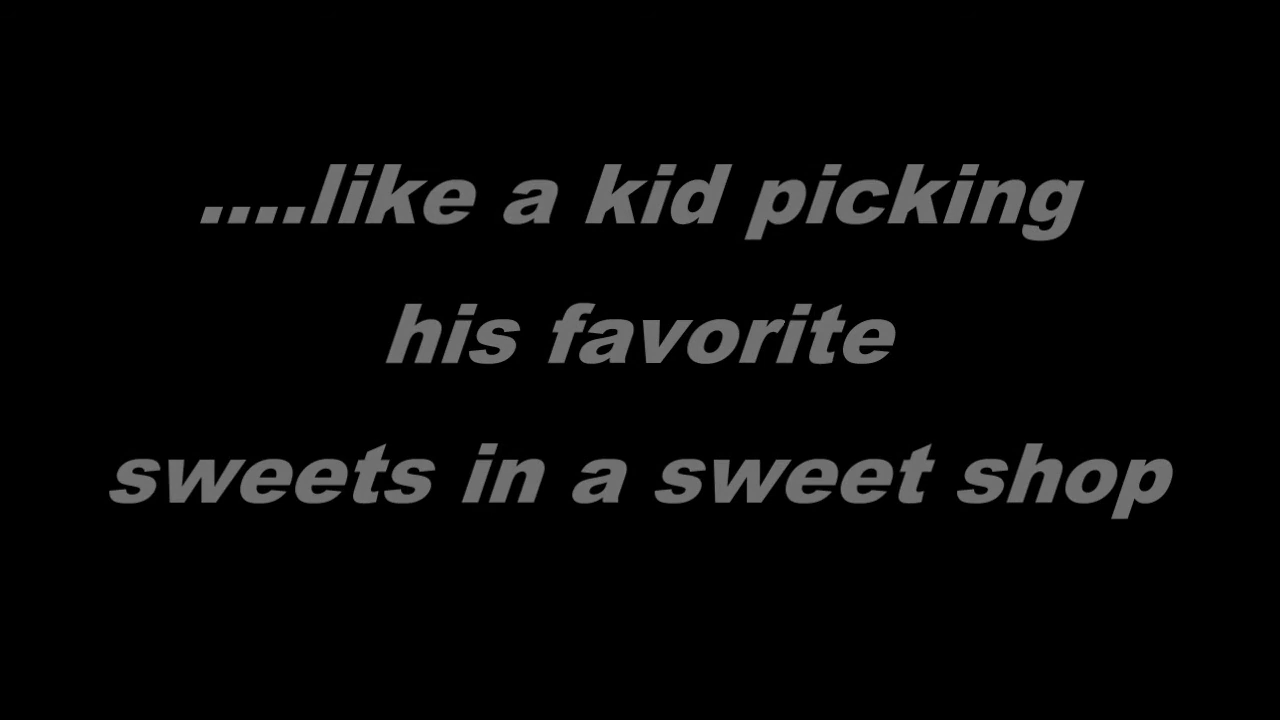 ....like a kid picking
his favorite
sweets in a sweet shop